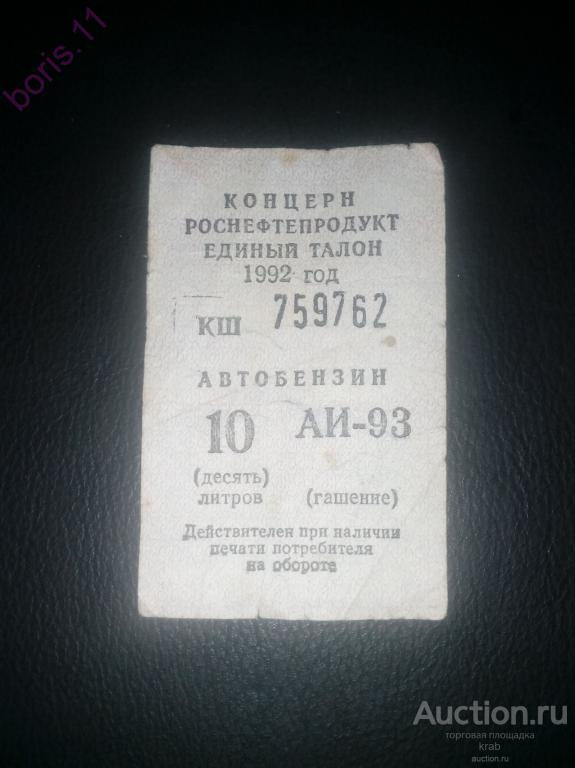 boris.11
КОНЦЕРН
РОСНЕФТЕПРОДУКТ
ЕДИНЫЙ ТАЛОН
1992 год
КШ 759762
АВТОБЕНЗИН
10 АИ-93
(десять)
литров (гашение)
Действителен при наличии
печати потребителя
на обороте
Auction.ru
торговая площадка
krab
auction.ru